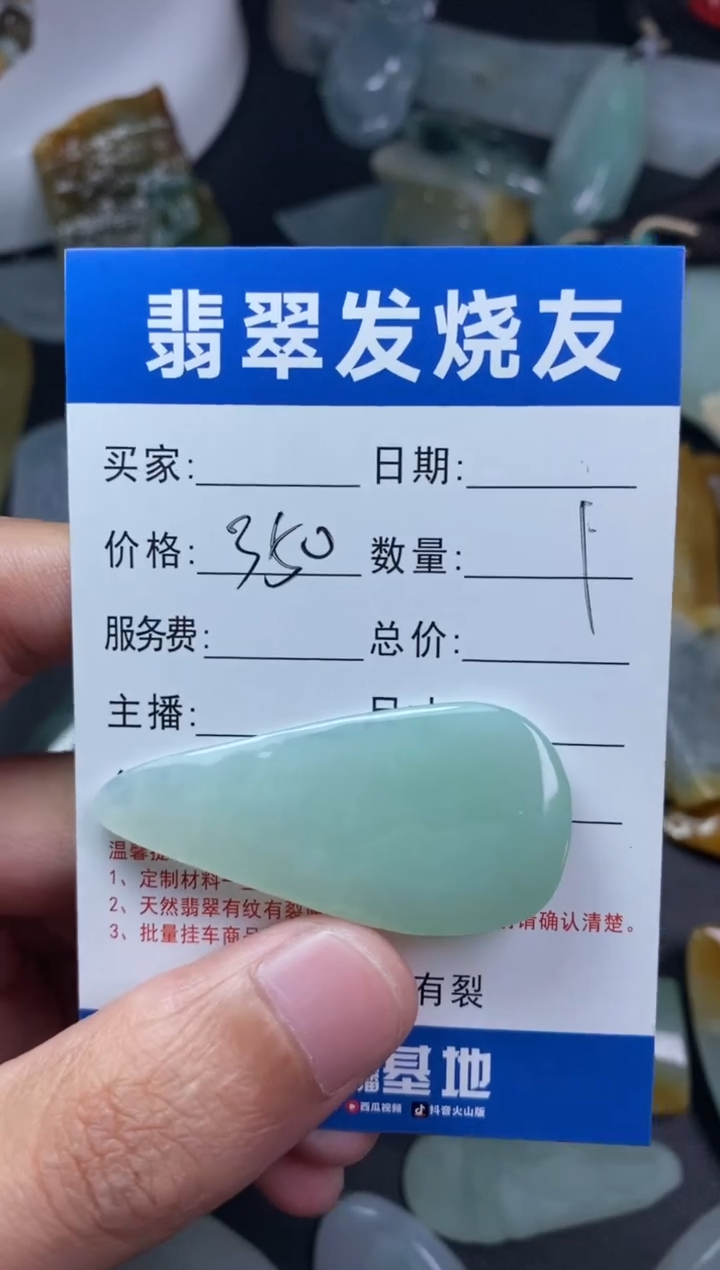 翡翠发烧友
买家: 日期:
价格: 350 数量: 1
服务费: 总价:
主播:
温馨提
1、定制材料一
2、天然翡翠有纹有裂 请确认清楚。
3、批量挂车商品
有裂
播基地
西瓜视频 抖音火山版